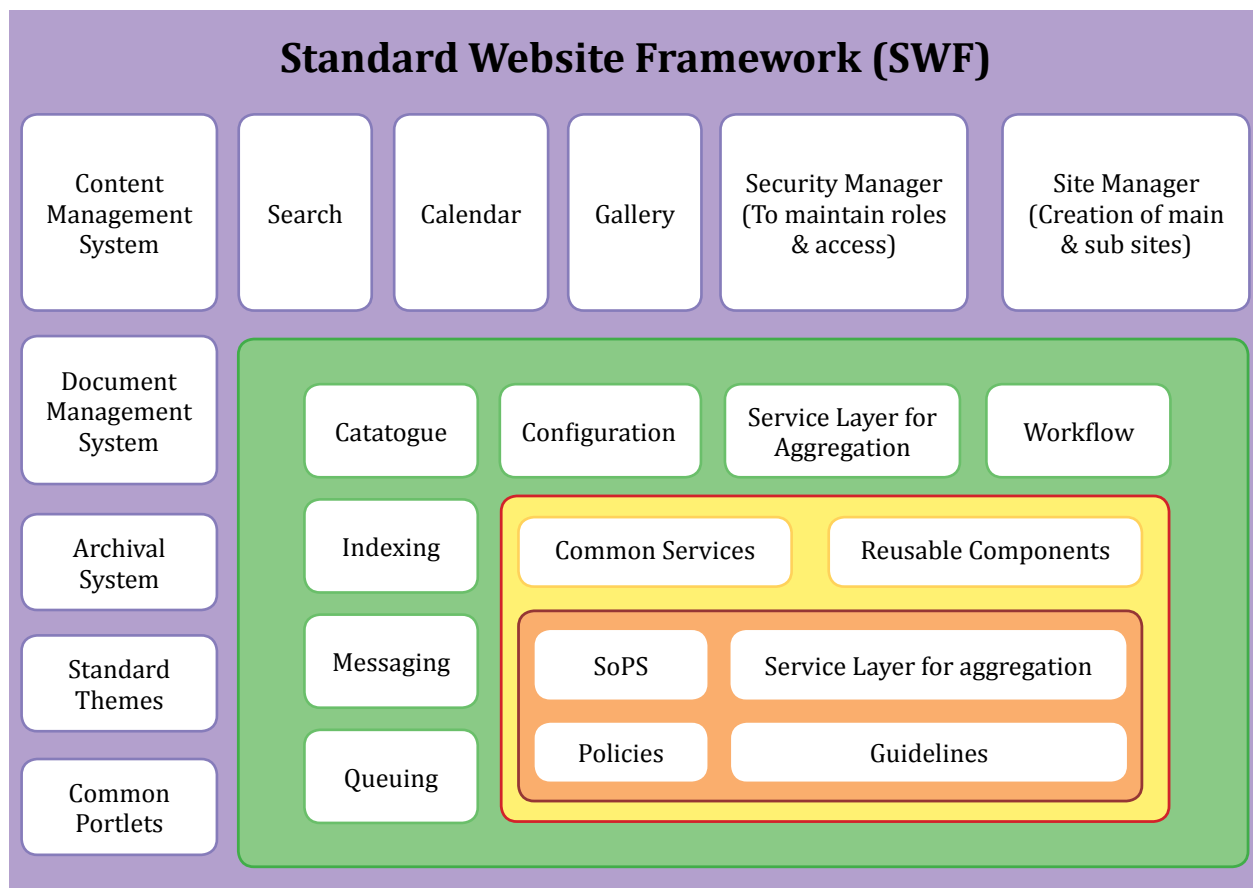 Standard Website Framework (SWF)
Content
Management
System
Search
Calendar
Gallery
Security Manager
(To maintain roles
& access)
Site Manager
(Creation of main
& sub sites)
Document
Management
System
Archival
System
Standard
Themes
Common
Portlets
Catatogue
Configuration
Service Layer for
Aggregation
Workflow
Indexing
Messaging
Queuing
Common Services
Reusable Components
SoPS
Service Layer for aggregation
Policies
Guidelines